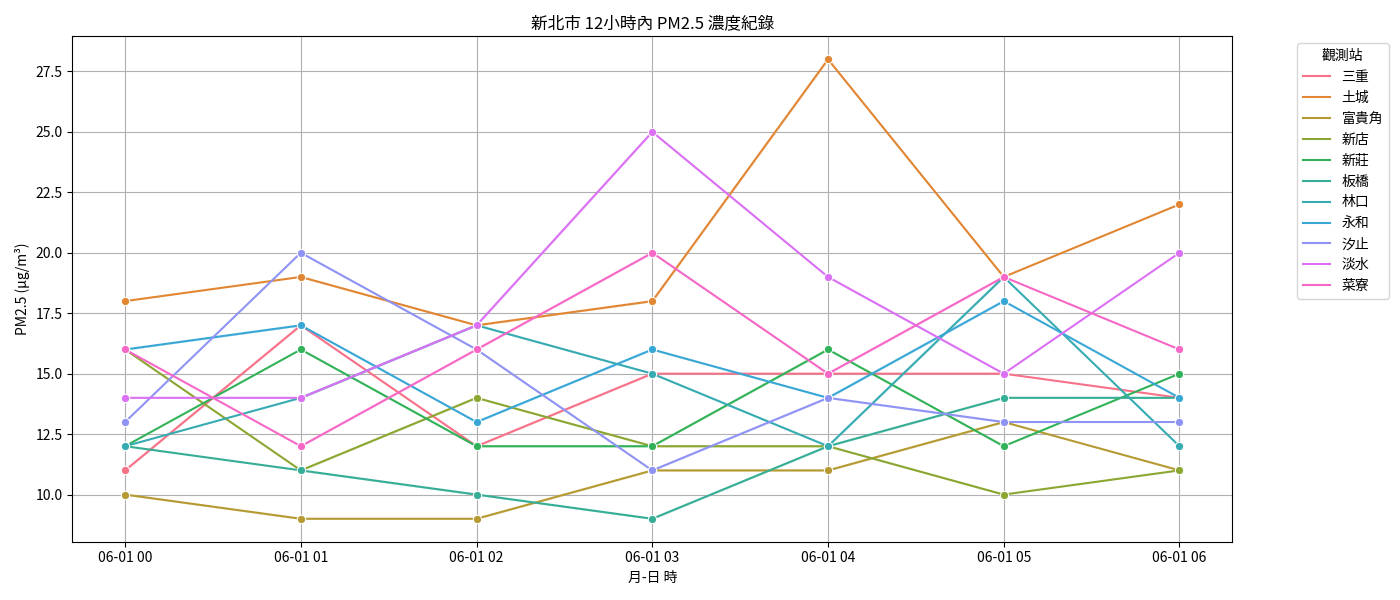 新北市 12小時內 PM2.5 濃度紀錄
觀測站
三重
土城
富貴角
新店
新莊
板橋
林口
永和
汐止
淡水
菜寮
PM2.5 (μg/m³)
27.5
25.0
22.5
20.0
17.5
15.0
12.5
10.0
06-01 00
06-01 01
06-01 02
06-01 03
06-01 04
06-01 05
06-01 06
月-日 時